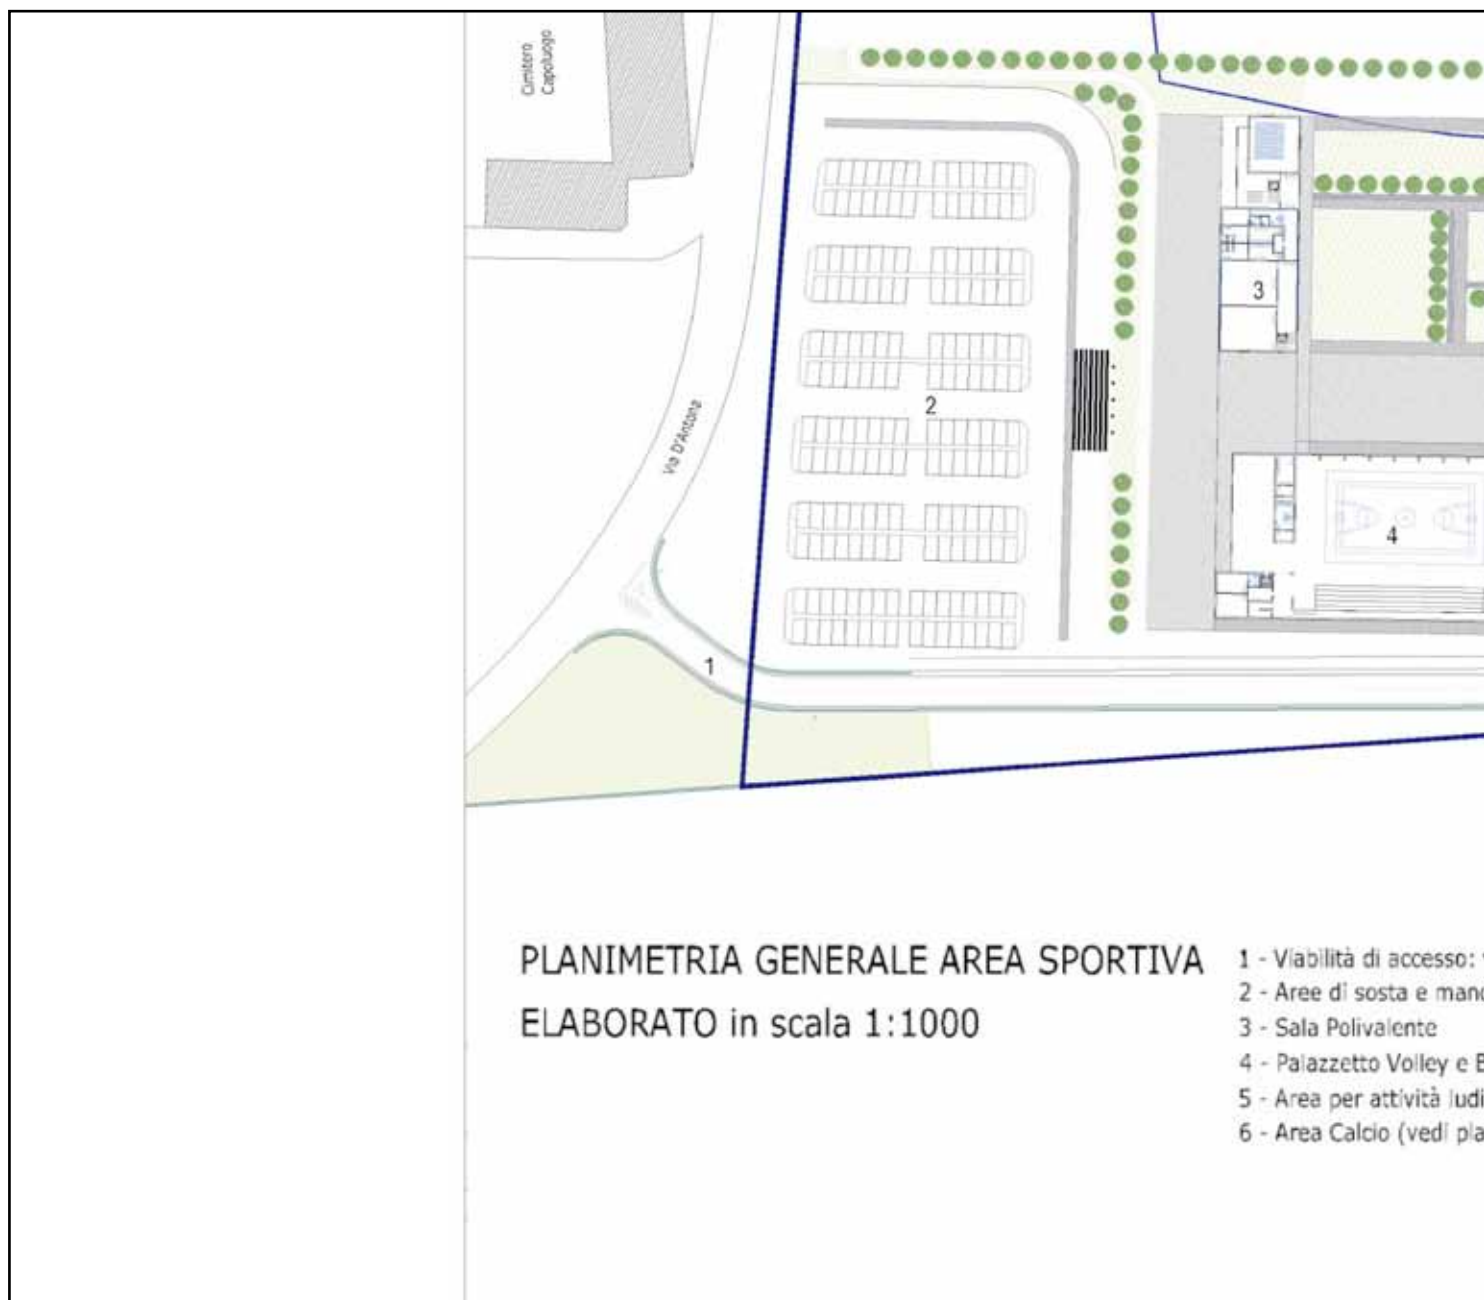 Cimitero
Capoluogo
3
2
Via D'Antona
4
1
PLANIMETRIA GENERALE AREA SPORTIVA
ELABORATO in scala 1:1000
1 - Viabilità di accesso:
2 - Aree di sosta e
3 - Sala Polivalente
4 - Palazzetto Volley e
5 - Area per attività
6 - Area Calcio (vedi